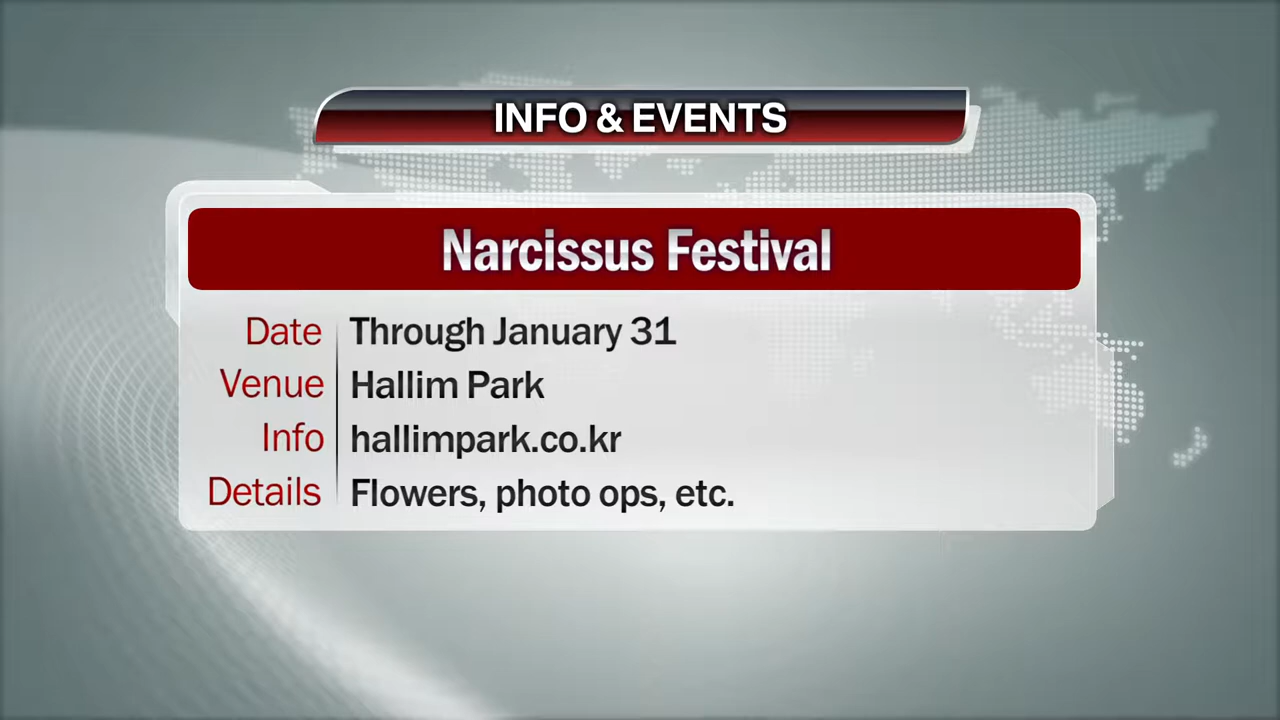 INFO & EVENTS
Narcissus Festival
Date Through January 31
Venue Hallim Park
Info hallimpark.co.kr
Details Flowers, photo ops, etc.